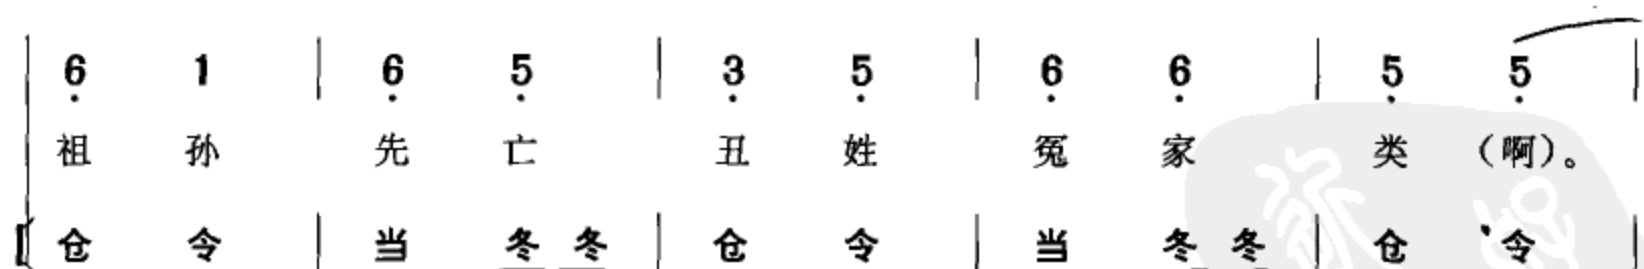 6 1 | 6 5 | 3 5 | 6 6 | 5 5 |
祖 孙 先 亡 丑 姓 冤 家 类 （啊）。
仓 令 | 当 冬 冬 | 仓 令 | 当 冬 冬 | 仓 令 |